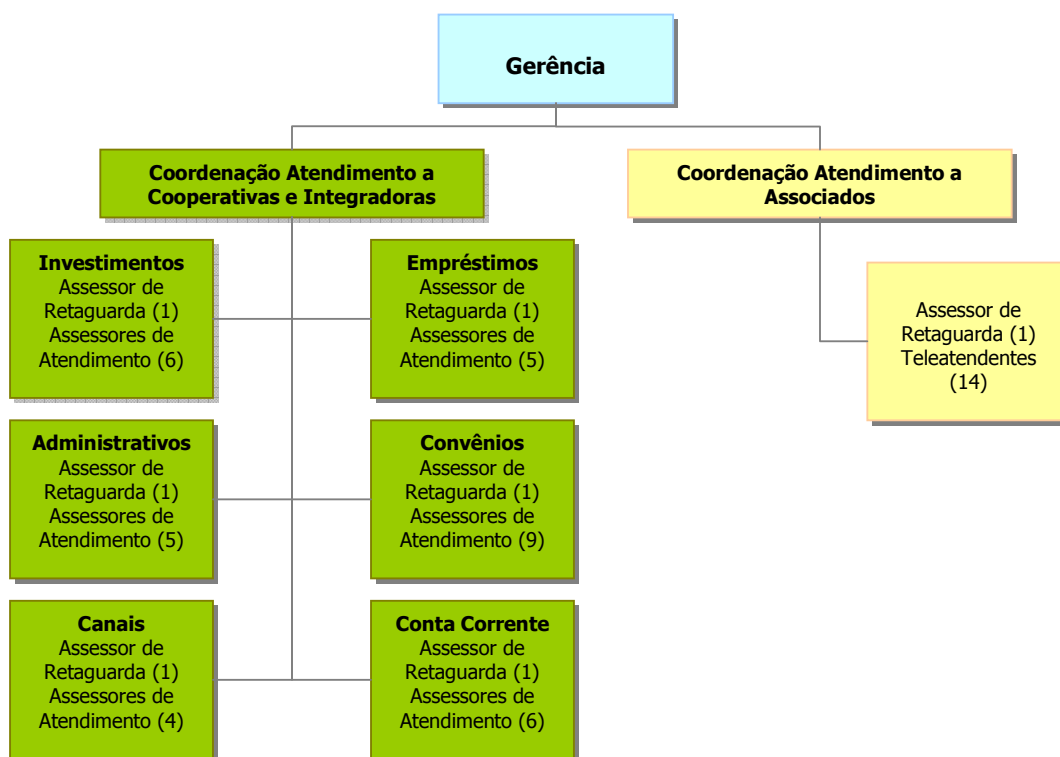 Gerência
Coordenação Atendimento a
Cooperativas e Integradoras
Coordenação Atendimento a
Associados
Investimentos
Assessor de
Retaguarda (1)
Assessores de
Atendimento (6)
Empréstimos
Assessor de
Retaguarda (1)
Assessores de
Atendimento (5)
Assessor de
Retaguarda (1)
Teleatendentes
(14)
Administrativos
Assessor de
Retaguarda (1)
Assessores de
Atendimento (5)
Convênios
Assessor de
Retaguarda (1)
Assessores de
Atendimento (9)
Canais
Assessor de
Retaguarda (1)
Assessores de
Atendimento (4)
Conta Corrente
Assessor de
Retaguarda (1)
Assessores de
Atendimento (6)